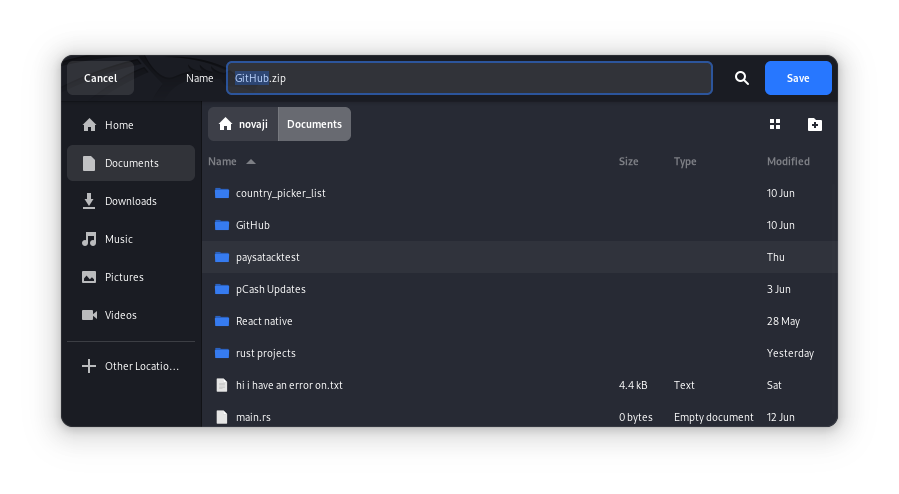 Cancel Name GitHub.zip Save
Home
Documents
Downloads
Music
Pictures
Videos
Other Locatio...
novaji Documents
Name Size Type Modified
country_picker_list 10 Jun
GitHub 10 Jun
paysatacktest Thu
pCash Updates 3 Jun
React native 28 May
rust projects Yesterday
hi i have an error on.txt 4.4 kB Text Sat
main.rs 0 bytes Empty document 12 Jun